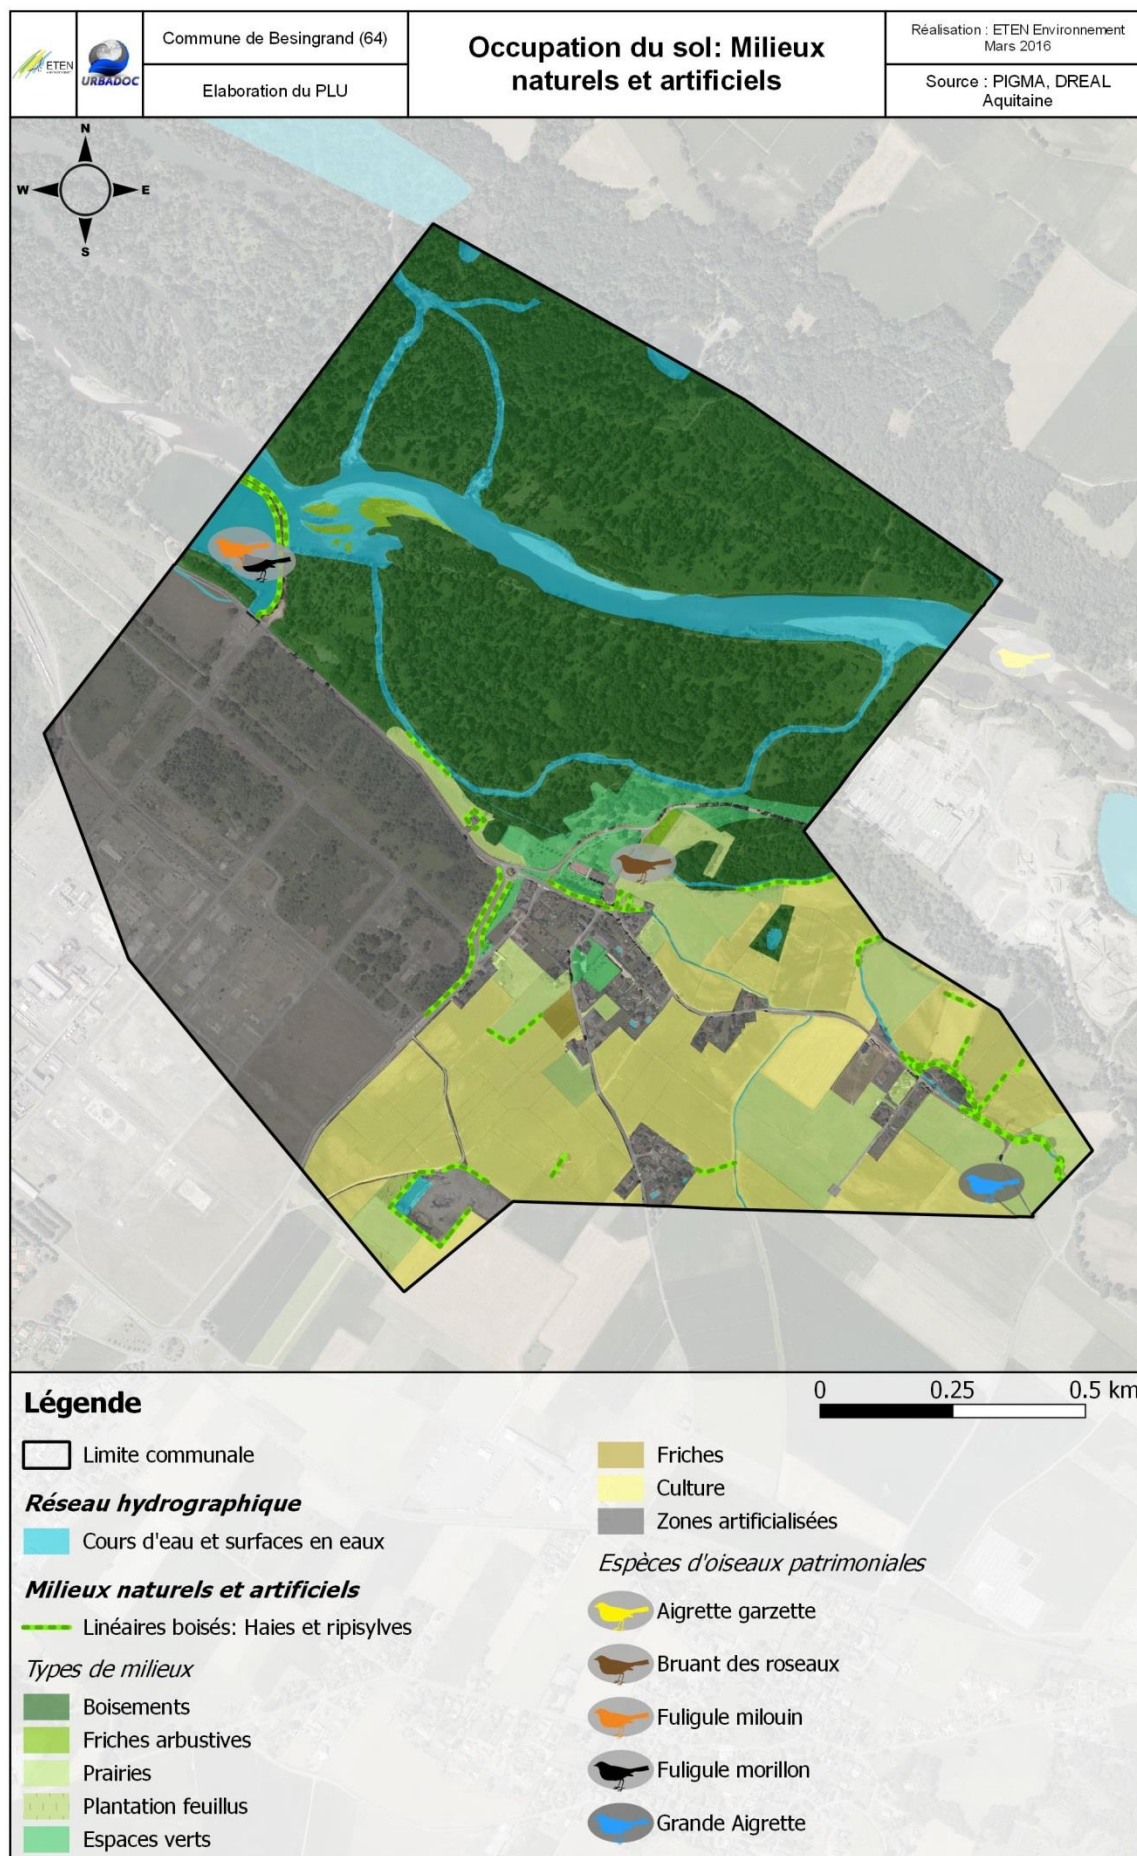 ETEN
ENVIRONNEMENT
URBADOC
Commune de Besingrand (64)
Elaboration du PLU
Occupation du sol: Milieux
naturels et artificiels
Réalisation : ETEN Environnement
Mars 2016
Source : PIGMA, DREAL
Aquitaine
N
W
E
S
Légende
0
0.25
0.5 km
Limite communale
Réseau hydrographique
Cours d'eau et surfaces en eaux
Milieux naturels et artificiels
Linéaires boisés: Haies et ripisylves
Types de milieux
Boisements
Friches arbustives
Prairies
Plantation feuillus
Espaces verts
Friches
Culture
Zones artificialisées
Espèces d'oiseaux patrimoniales
Aigrette garzette
Bruant des roseaux
Fuligule milouin
Fuligule morillon
Grande Aigrette